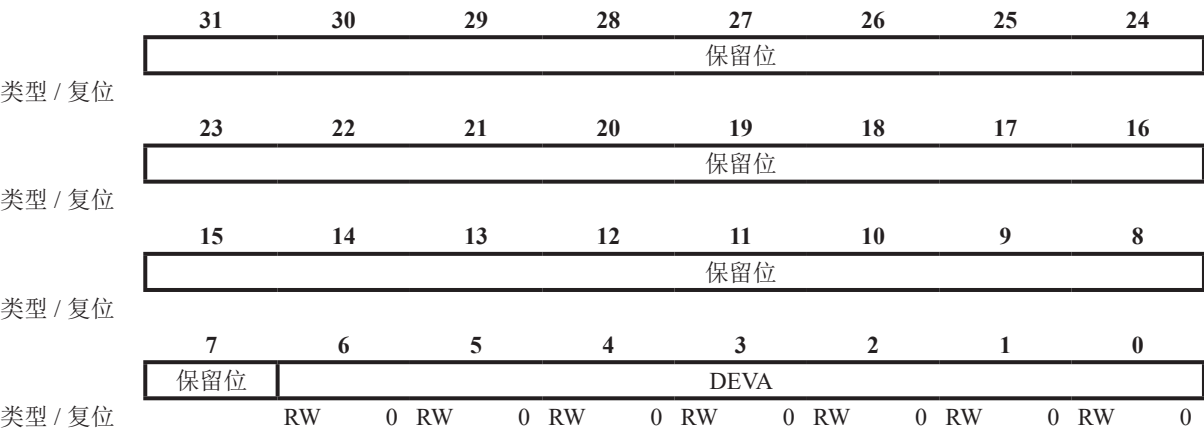 31 30 29 28 27 26 25 24
保留位
类型 / 复位
23 22 21 20 19 18 17 16
保留位
类型 / 复位
15 14 13 12 11 10 9 8
保留位
类型 / 复位
7 6 5 4 3 2 1 0
保留位 DEVA
类型 / 复位 RW 0 RW 0 RW 0 RW 0 RW 0 RW 0 RW 0